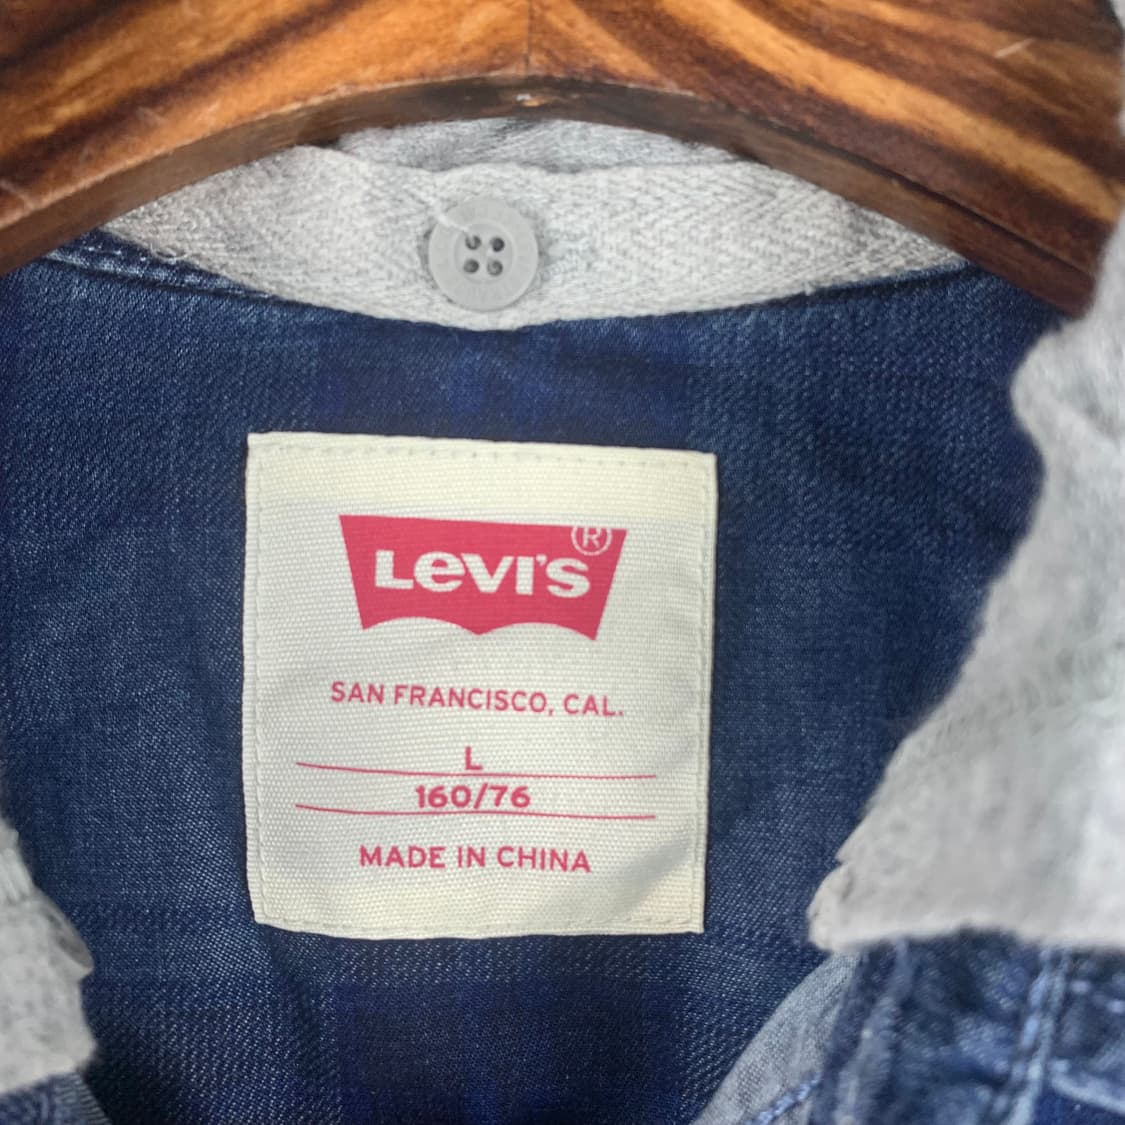 LEVI'S®
SAN FRANCISCO, CAL.
L
160/76
MADE IN CHINA